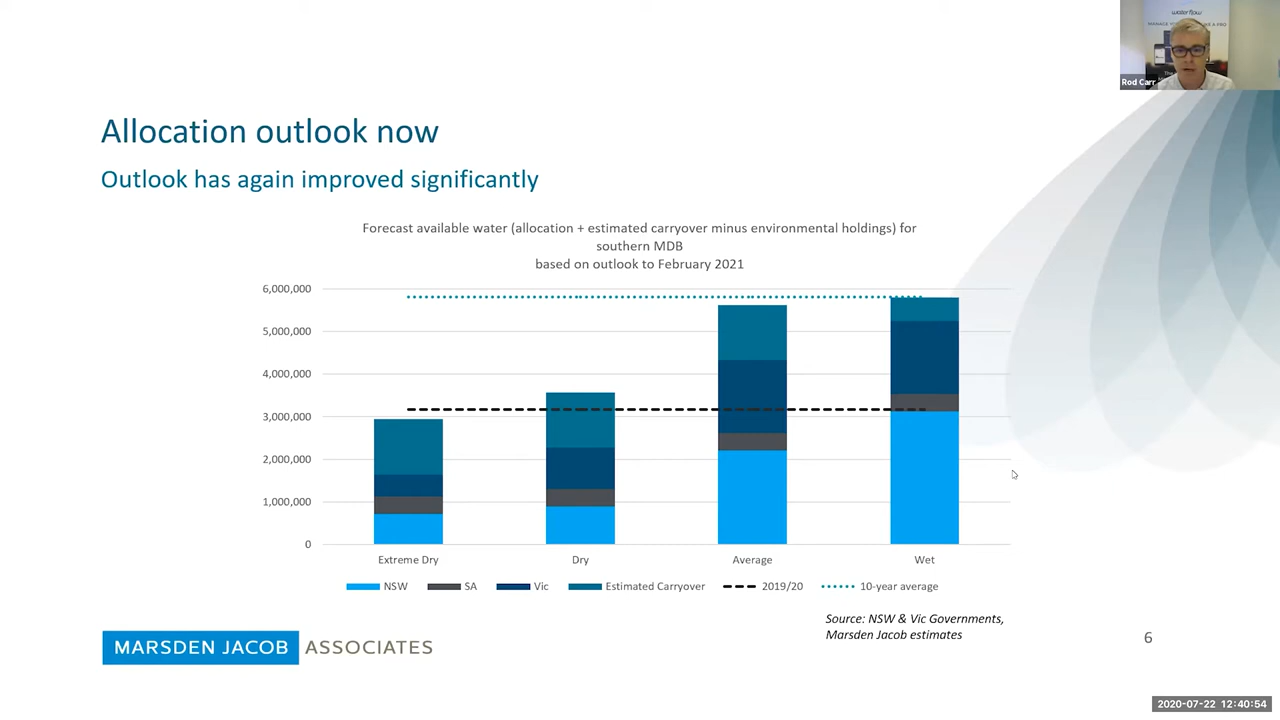 waterflow
Rod Carr
Allocation outlook now
Outlook has again improved significantly
Forecast available water (allocation + estimated carryover minus environmental holdings) for
southern MDB
based on outlook to February 2021
6,000,000
5,000,000
4,000,000
3,000,000
2,000,000
1,000,000
0
Extreme Dry Dry Average Wet
NSW SA Vic Estimated Carryover 2019/20 10-year average
Source: NSW & Vic Governments,
Marsden Jacob estimates
MARSDEN JACOB ASSOCIATES
6
2020-07-22 12:40:54